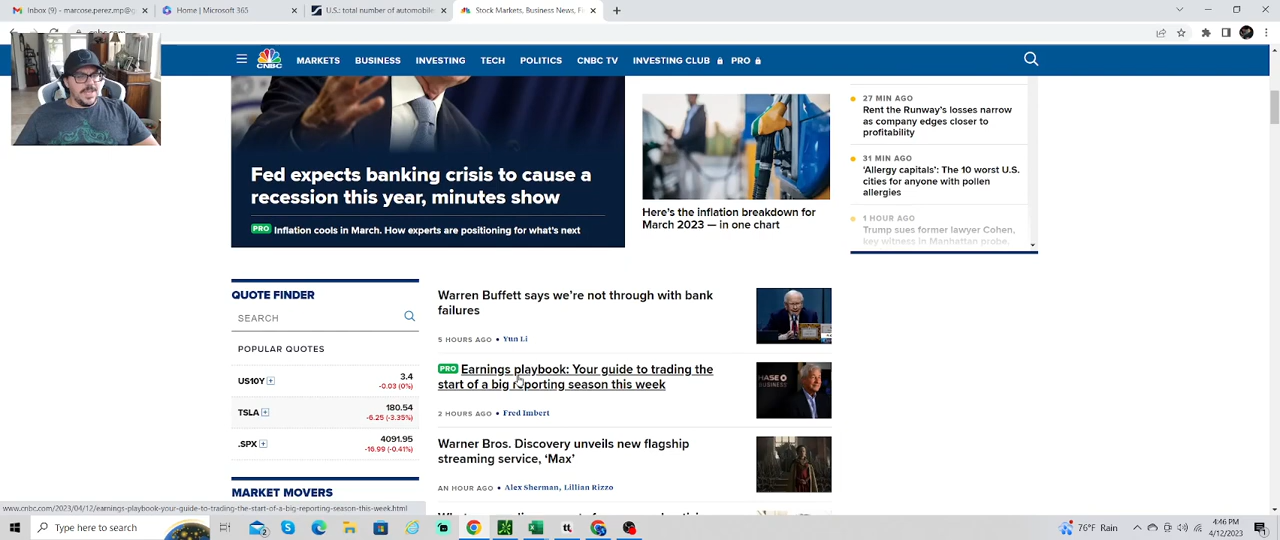 Inbox (9) - marcose.perez.mp@g
Home | Microsoft 365
U.S.: total number of automobile
Stock Markets, Business News, Fi
MARKETS BUSINESS INVESTING TECH POLITICS CNBC TV INVESTING CLUB PRO
CNBC
Fed expects banking crisis to cause a
recession this year, minutes show
PRO Inflation cools in March. How experts are positioning for what's next
Here's the inflation breakdown for
March 2023 — in one chart
27 MIN AGO
Rent the Runway's losses narrow
as company edges closer to
profitability
31 MIN AGO
'Allergy capitals': The 10 worst U.S.
cities for anyone with pollen
allergies
1 HOUR AGO
Trump sues former lawyer Cohen,
key witness in Manhattan probe,
QUOTE FINDER
SEARCH
POPULAR QUOTES
US10Y 3.4
-0.03 (0%)
TSLA 180.54
-6.25 (-3.35%)
.SPX 4091.95
-16.99 (-0.41%)
MARKET MOVERS
Warren Buffett says we're not through with bank
failures
5 HOURS AGO • Yun Li
PRO Earnings playbook: Your guide to trading the
start of a big reporting season this week
2 HOURS AGO • Fred Imbert
HASE
BUSINESS
Warner Bros. Discovery unveils new flagship
streaming service, 'Max'
AN HOUR AGO • Alex Sherman, Lillian Rizzo
www.cnbc.com/2023/04/12/earnings-playbook-your-guide-to-trading-the-start-of-a-big-reporting-season-this-week.html
Type here to search
76°F Rain
4:46 PM
4/12/2023